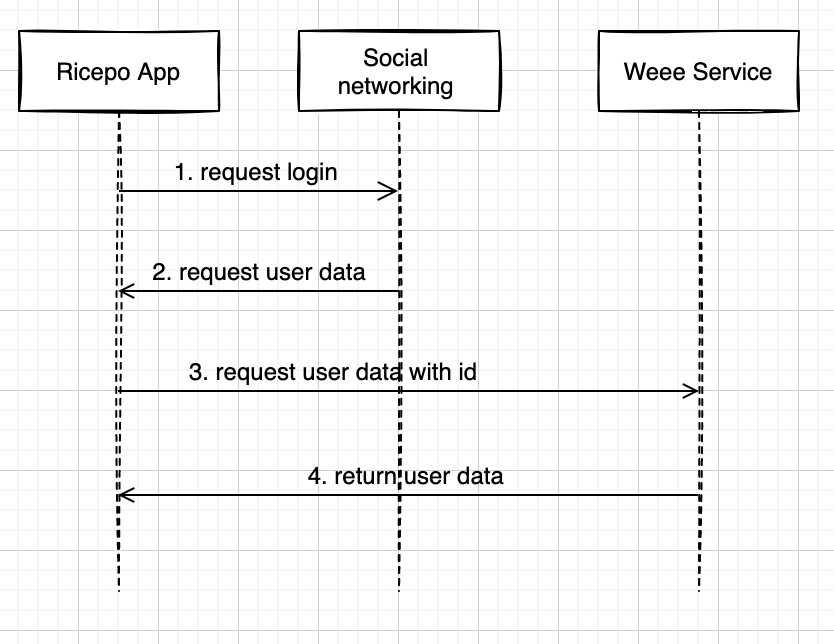 Ricepo App
Social
networking
Weee Service
1. request login
2. request user data
3. request user data with id
4. return user data